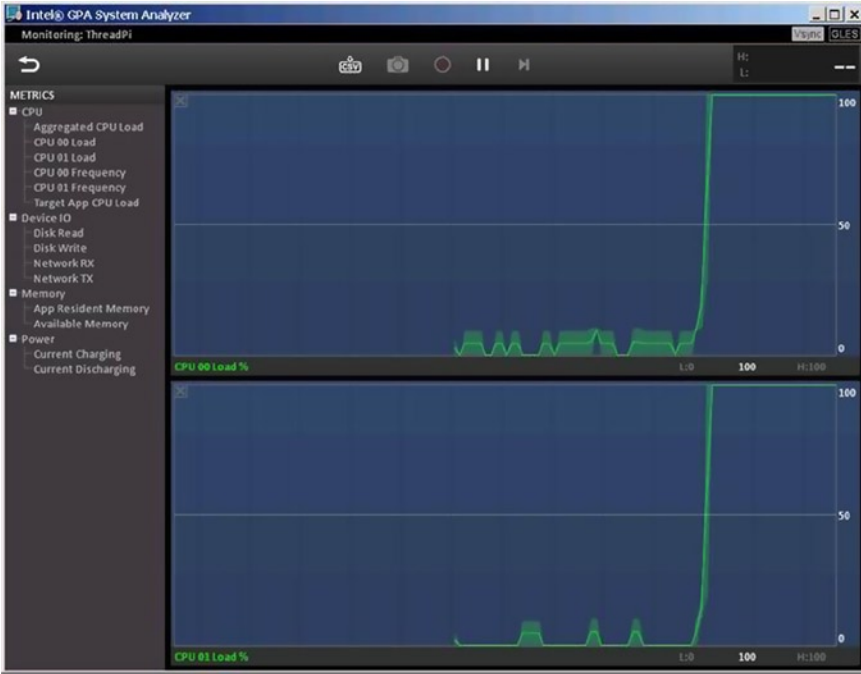 Intel® GPA System Analyzer
Monitoring: ThreadPi
Vsync GLES
CSV
H:
L:
--
METRICS
CPU
Aggregated CPU Load
CPU 00 Load
CPU 01 Load
CPU 00 Frequency
CPU 01 Frequency
Target App CPU Load
Device IO
Disk Read
Disk Write
Network RX
Network TX
Memory
App Resident Memory
Available Memory
Power
Current Charging
Current Discharging
100
50
0
CPU 00 Load % L:0 100 H:100
100
50
0
CPU 01 Load % L:0 100 H:100